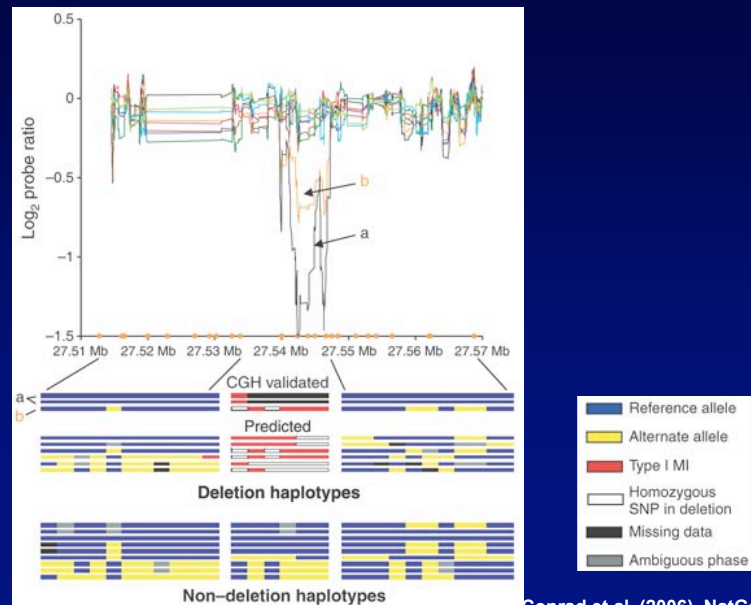 0.5
0
−0.5
−1
−1.5
Log2 probe ratio
b
a
27.51 Mb 27.52 Mb 27.53 Mb 27.54 Mb 27.55 Mb 27.56 Mb 27.57 Mb
CGH validated
a
b
Predicted
Deletion haplotypes
Non–deletion haplotypes
Reference allele
Alternate allele
Type I MI
Homozygous
SNP in deletion
Missing data
Ambiguous phase
et al. (2006)